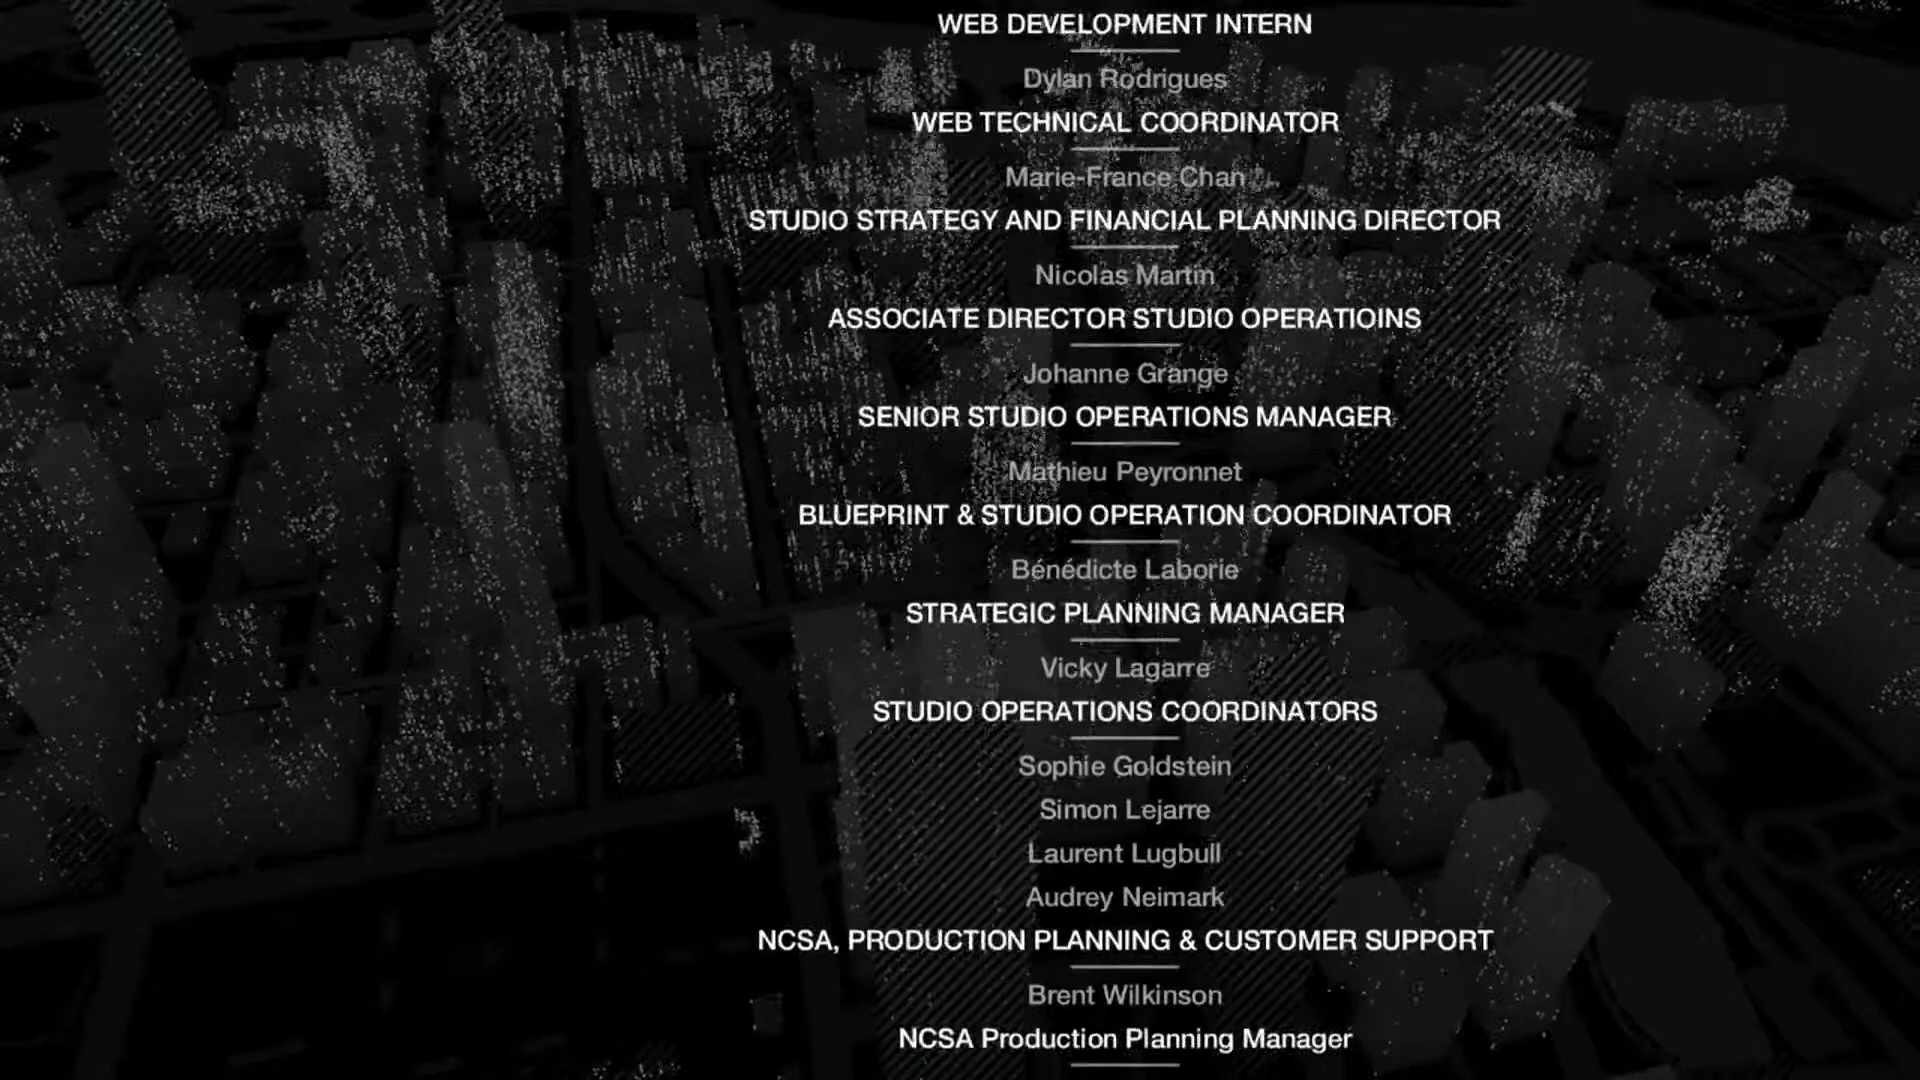 WEB DEVELOPMENT INTERN
Dylan Rodrigues
WEB TECHNICAL COORDINATOR
Marie-France Chan
STUDIO STRATEGY AND FINANCIAL PLANNING DIRECTOR
Nicolas Martin
ASSOCIATE DIRECTOR STUDIO OPERATIOINS
Johanne Grange
SENIOR STUDIO OPERATIONS MANAGER
Mathieu Peyronnet
BLUEPRINT & STUDIO OPERATION COORDINATOR
Bénédicte Laborie
STRATEGIC PLANNING MANAGER
Vicky Lagarre
STUDIO OPERATIONS COORDINATORS
Sophie Goldstein
Simon Lejarre
Laurent Lugbull
Audrey Neimark
NCSA, PRODUCTION PLANNING & CUSTOMER SUPPORT
Brent Wilkinson
NCSA Production Planning Manager